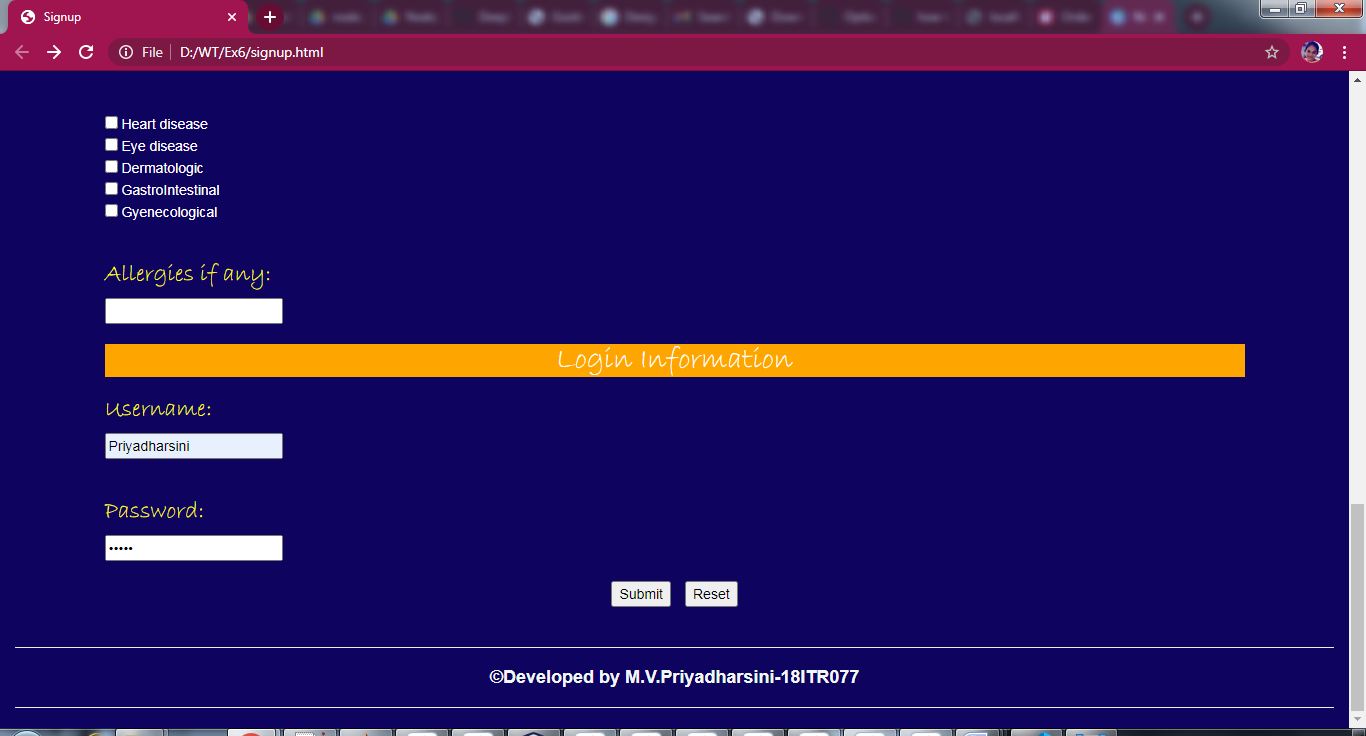 Signup
File D:/WT/Ex6/signup.html
Heart disease
Eye disease
Dermatologic
GastroIntestinal
Gyenecological
Allergies if any:
Login Information
Username:
Priyadharsini
Password:
•••••
Submit Reset
©Developed by M.V.Priyadharsini-18ITR077